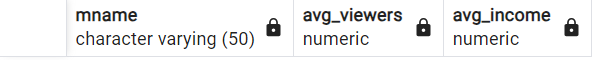 mname avg_viewers avg_income
character varying (50) numeric numeric